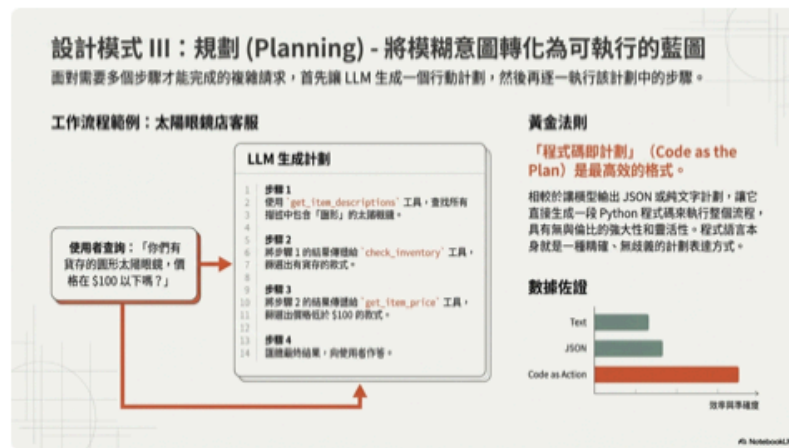 設計模式 III：規劃 (Planning) - 將模糊意圖轉化為可執行的藍圖
面對需要多個步驟才能完成的複雜請求，首先讓 LLM 生成一個行動計劃，然後再逐一執行該計劃中的步驟。
工作流程範例：太陽眼鏡店客服
使用者查詢：「你們有
貨存的圓形太陽眼鏡，價
格在 $100 以下嗎？」
LLM 生成計劃
1 步驟 1
2 使用 `get_item_descriptions` 工具，查找所有
3 描述中包含「圓形」的太陽眼鏡。
4
5 步驟 2
6 將步驟 1 的結果傳遞給 `check_inventory` 工具，
7 篩選出有貨存的款式。
8
9 步驟 3
10 將步驟 2 的結果傳遞給 `get_item_price` 工具，
11 篩選出價格低於 $100 的款式。
12
13 步驟 4
14 匯總最終結果，向使用者作答。
黃金法則
「程式碼即計劃」（Code as the
Plan）是最高效的格式。
相較於讓模型輸出 JSON 或純文字計劃，讓它
直接生成一段 Python 程式碼來執行整個流程，
具有無與倫比的強大性和靈活性。程式語言本
身就是一種精確、無歧義的計劃表達方式。
數據佐證
Text
JSON
Code as Action
效率與準確度
NotebookLM